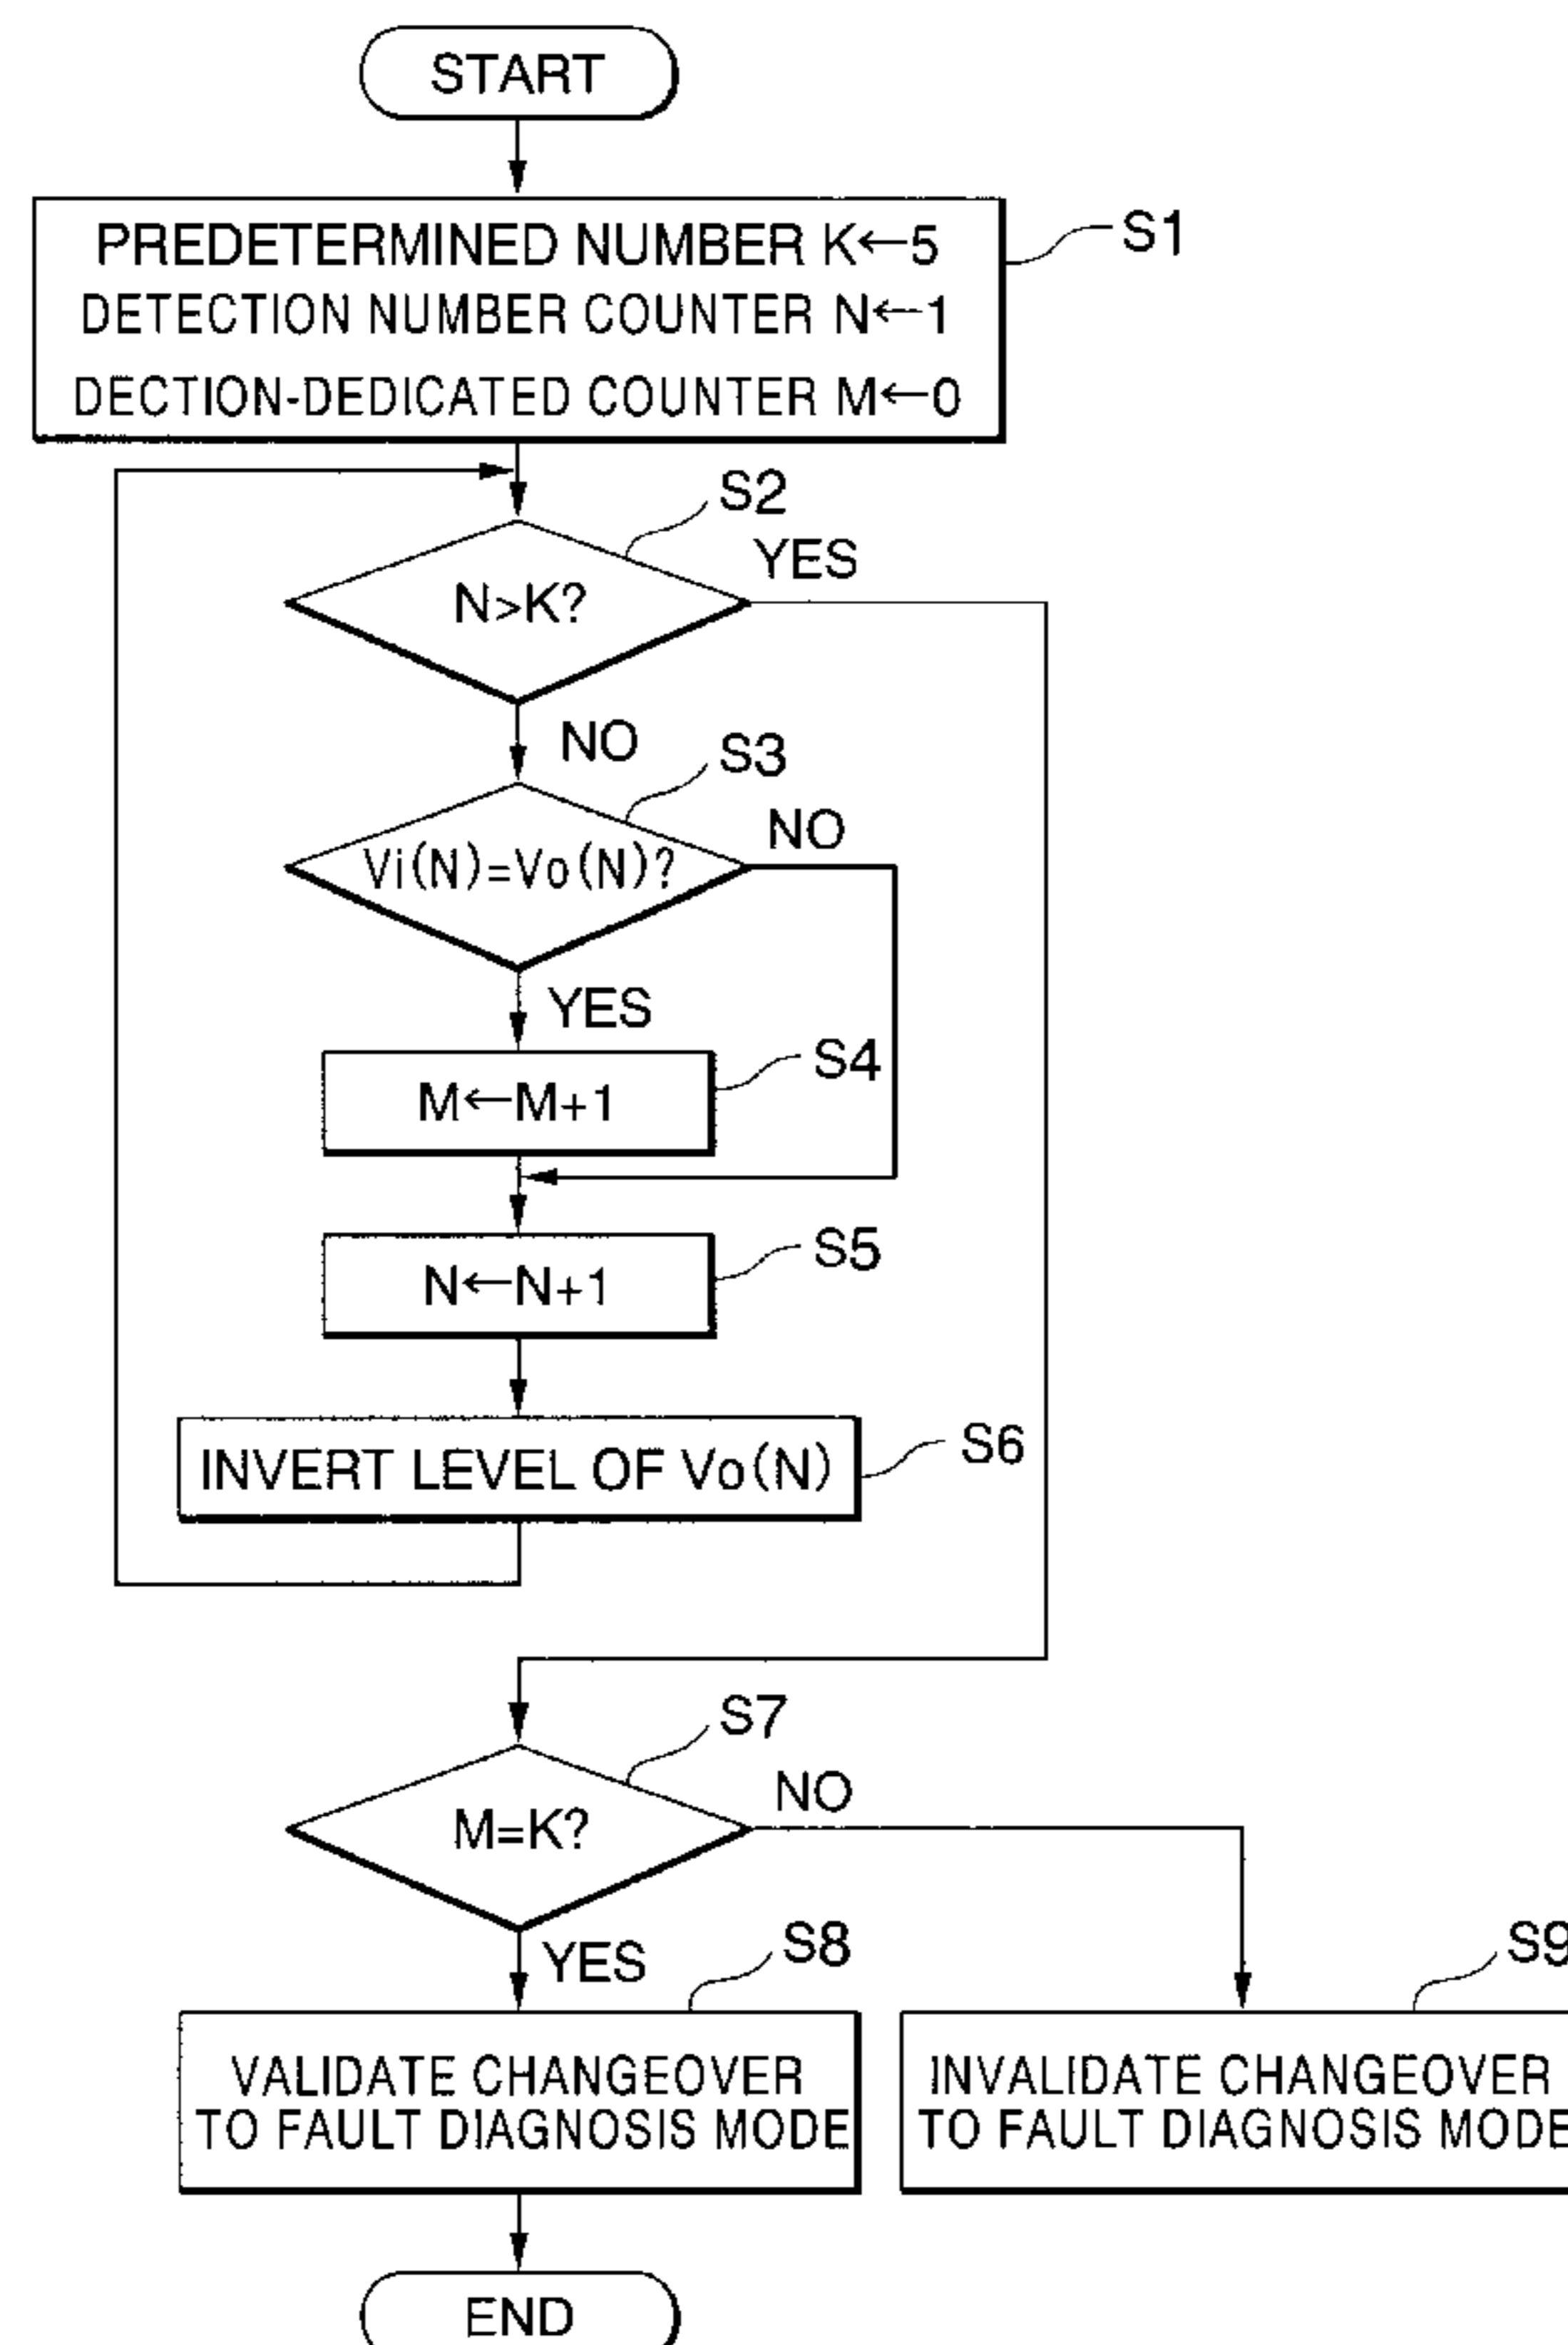 START
PREDETERMINED NUMBER K←5
DETECTION NUMBER COUNTER N←1
DECTION-DEDICATED COUNTER M←0
S1
S2
N>K?
YES
NO
S3
Vi(N)=Vo(N)?
NO
YES
S4
M←M+1
S5
N←N+1
S6
INVERT LEVEL OF Vo(N)
S7
M=K?
NO
YES
S8
S9
VALIDATE CHANGEOVER
TO FAULT DIAGNOSIS MODE
INVALIDATE CHANGEOVER
TO FAULT DIAGNOSIS MODE
END